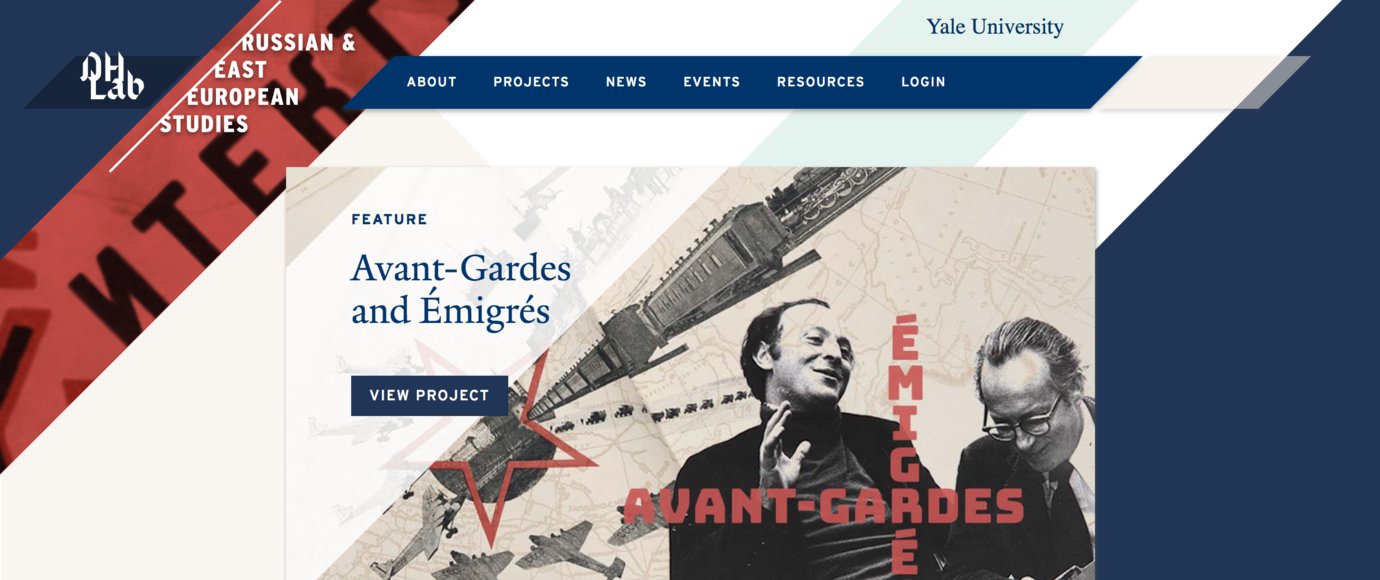 DH
Lab
RUSSIAN &
EAST
EUROPEAN
STUDIES
Yale University
ABOUT PROJECTS NEWS EVENTS RESOURCES LOGIN
ИТЕР
FEATURE
Avant-Gardes
and Émigrés
VIEW PROJECT
AVANT-GARDES
ÉMIGRÉ